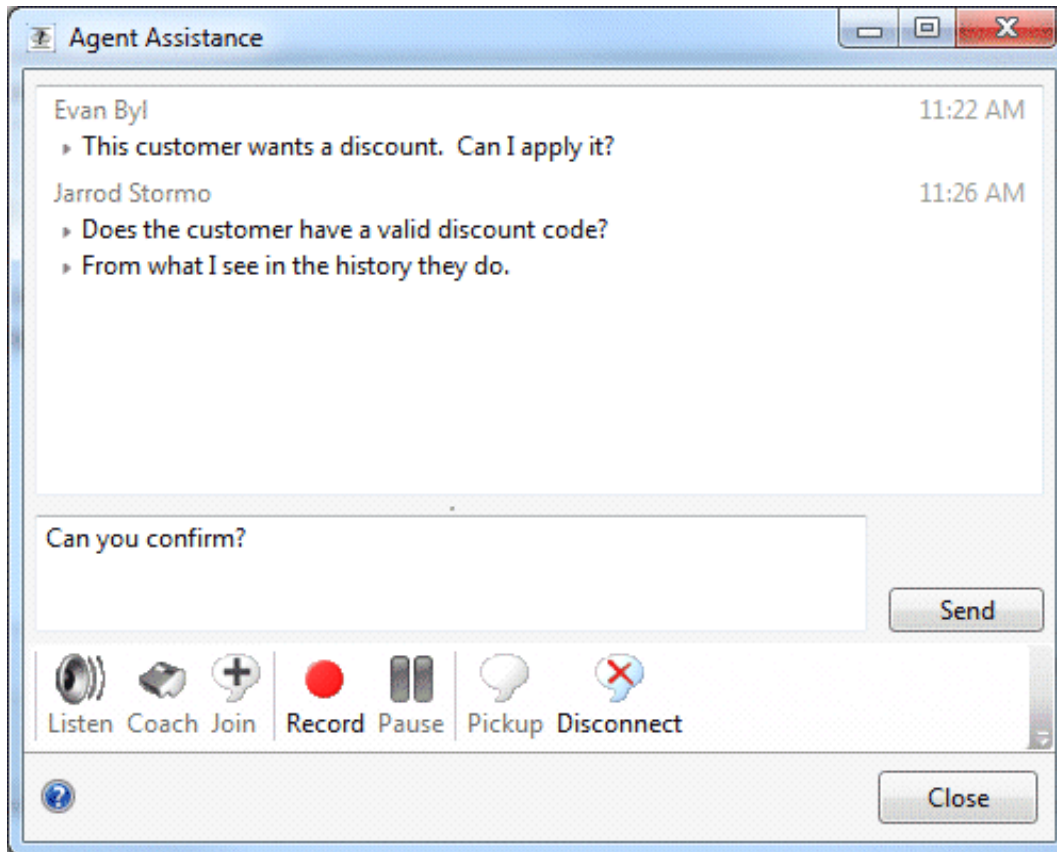 Agent Assistance
Evan Byl 11:22 AM
This customer wants a discount.  Can I apply it?
Jarrod Stormo 11:26 AM
Does the customer have a valid discount code?
From what I see in the history they do.
Can you confirm?
Send
Listen Coach Join Record Pause Pickup Disconnect
Close